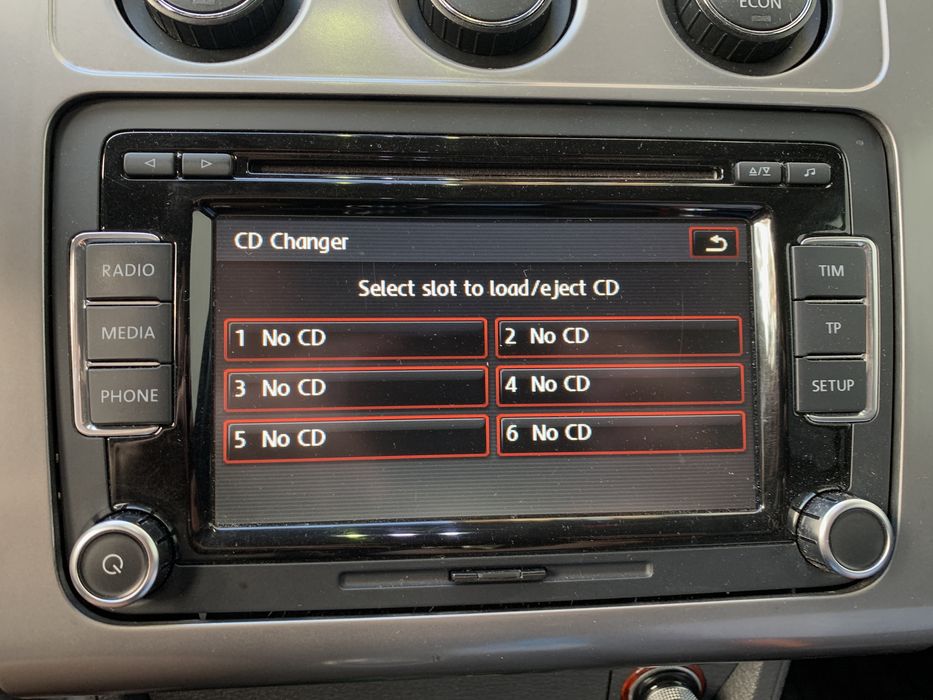 ECON
RADIO
MEDIA
PHONE
CD Changer
Select slot to load/eject CD
1 No CD
2 No CD
3 No CD
4 No CD
5 No CD
6 No CD
TIM
TP
SETUP